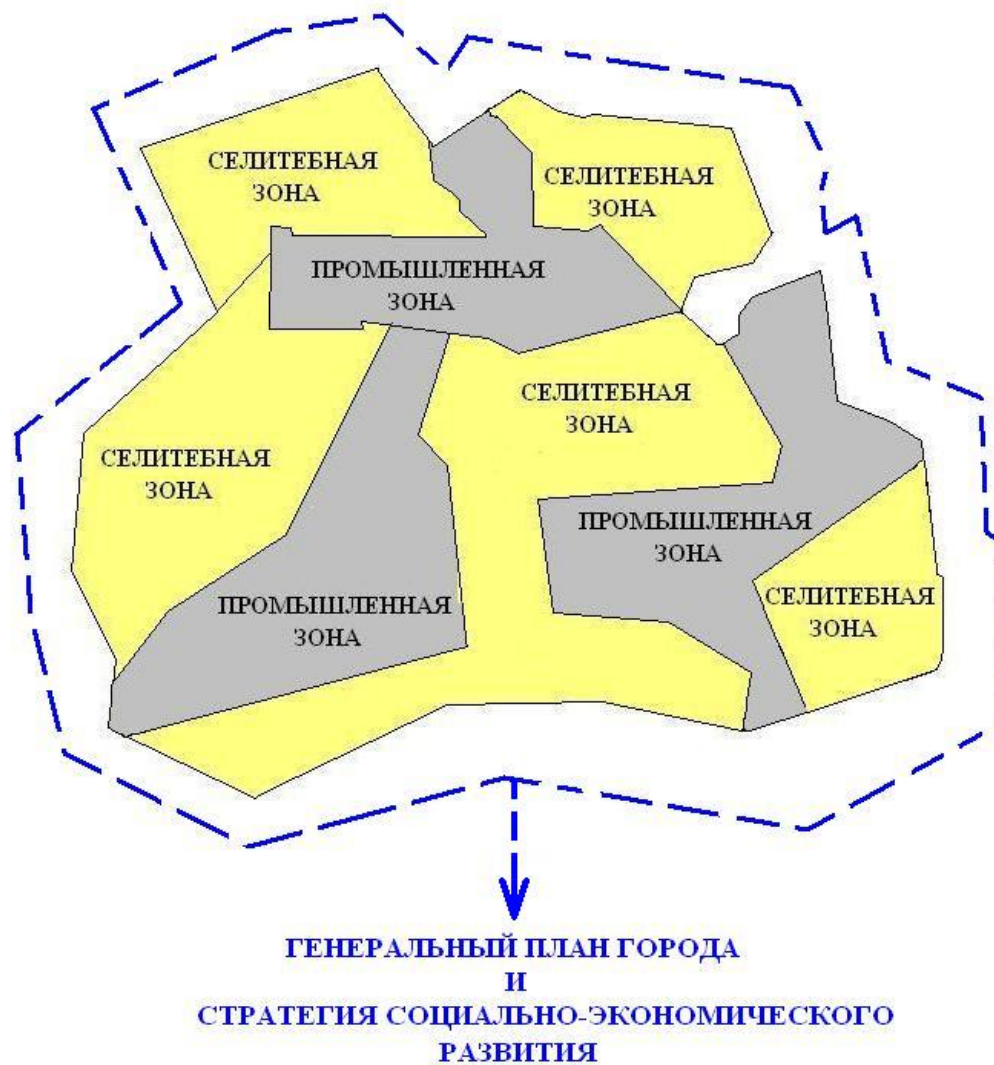 СЕЛИТЕБНАЯ
ЗОНА
СЕЛИТЕБНАЯ
ЗОНА
ПРОМЫШЛЕННАЯ
ЗОНА
СЕЛИТЕБНАЯ
ЗОНА
СЕЛИТЕБНАЯ
ЗОНА
ПРОМЫШЛЕННАЯ
ЗОНА
ПРОМЫШЛЕННАЯ
ЗОНА
СЕЛИТЕБНАЯ
ЗОНА
ГЕНЕРАЛЬНЫЙ ПЛАН ГОРОДА
И
СТРАТЕГИЯ СОЦИАЛЬНО-ЭКОНОМИЧЕСКОГО
РАЗВИТИЯ